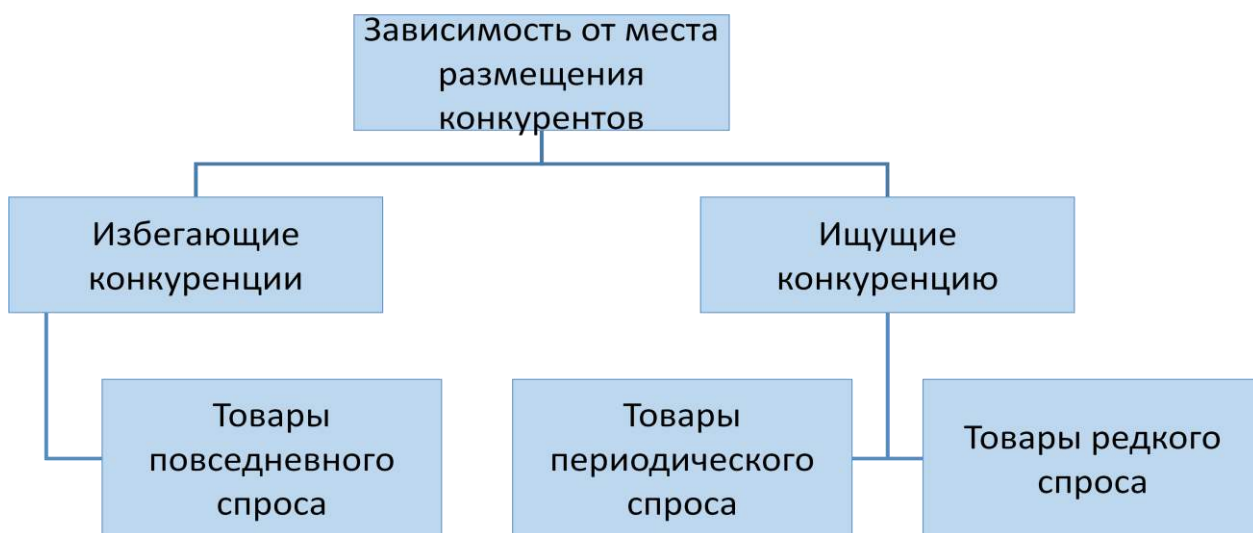 Зависимость от места
размещения
конкурентов
Избегающие
конкуренции
Ищущие
конкуренцию
Товары
повседневного
спроса
Товары
периодического
спроса
Товары редкого
спроса